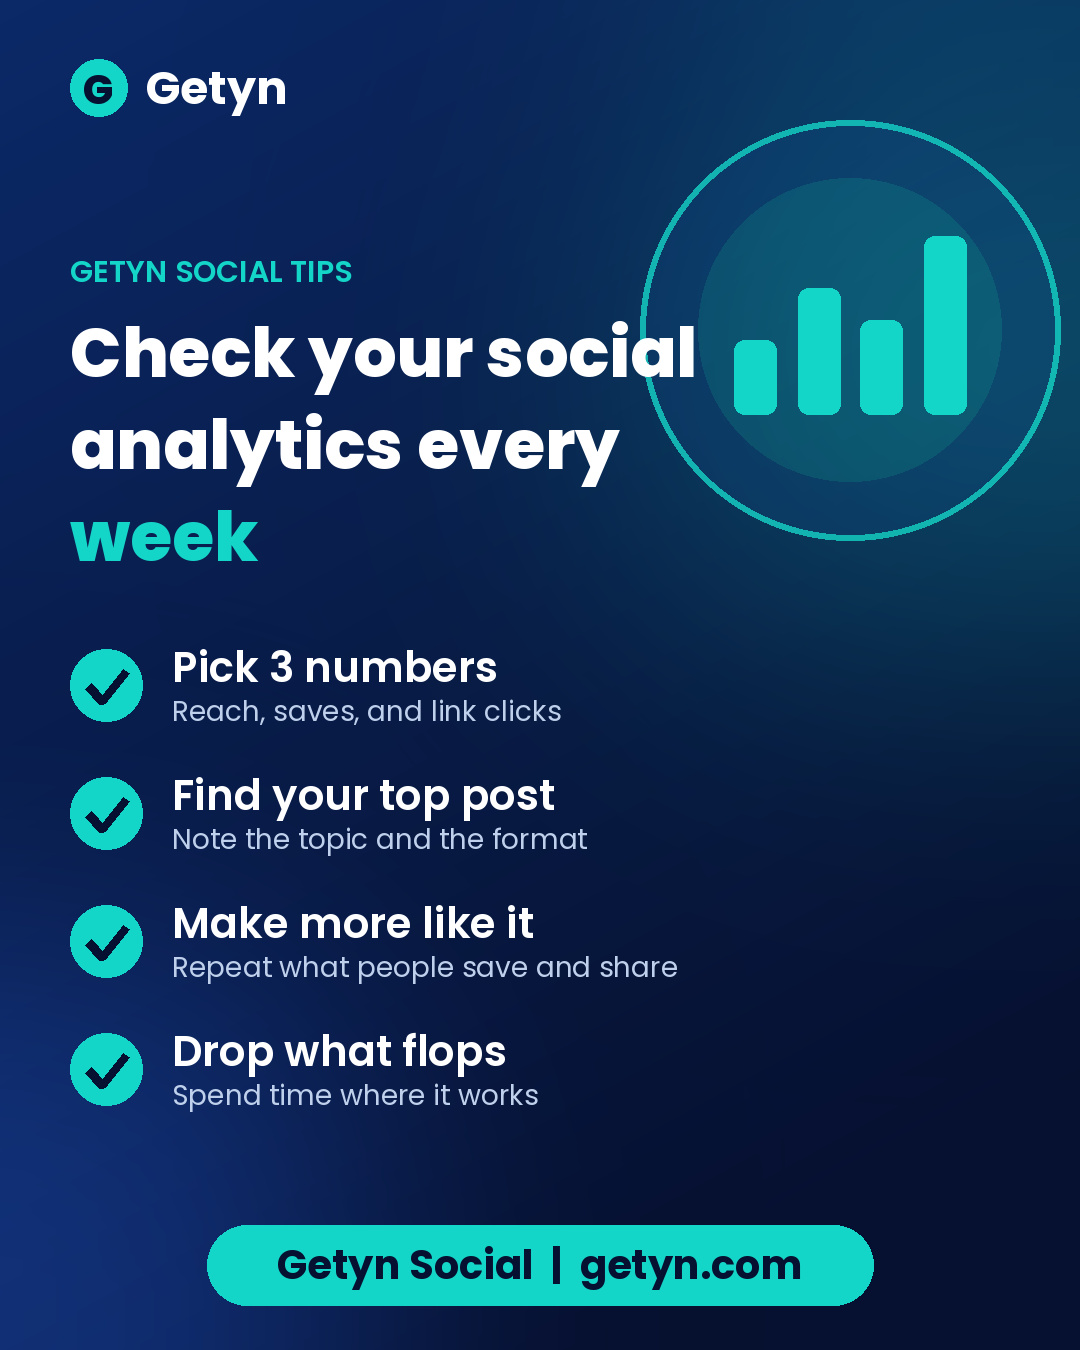 G Getyn
GETYN SOCIAL TIPS
Check your social
analytics every
week
Pick 3 numbers
Reach, saves, and link clicks
Find your top post
Note the topic and the format
Make more like it
Repeat what people save and share
Drop what flops
Spend time where it works
Getyn Social | getyn.com